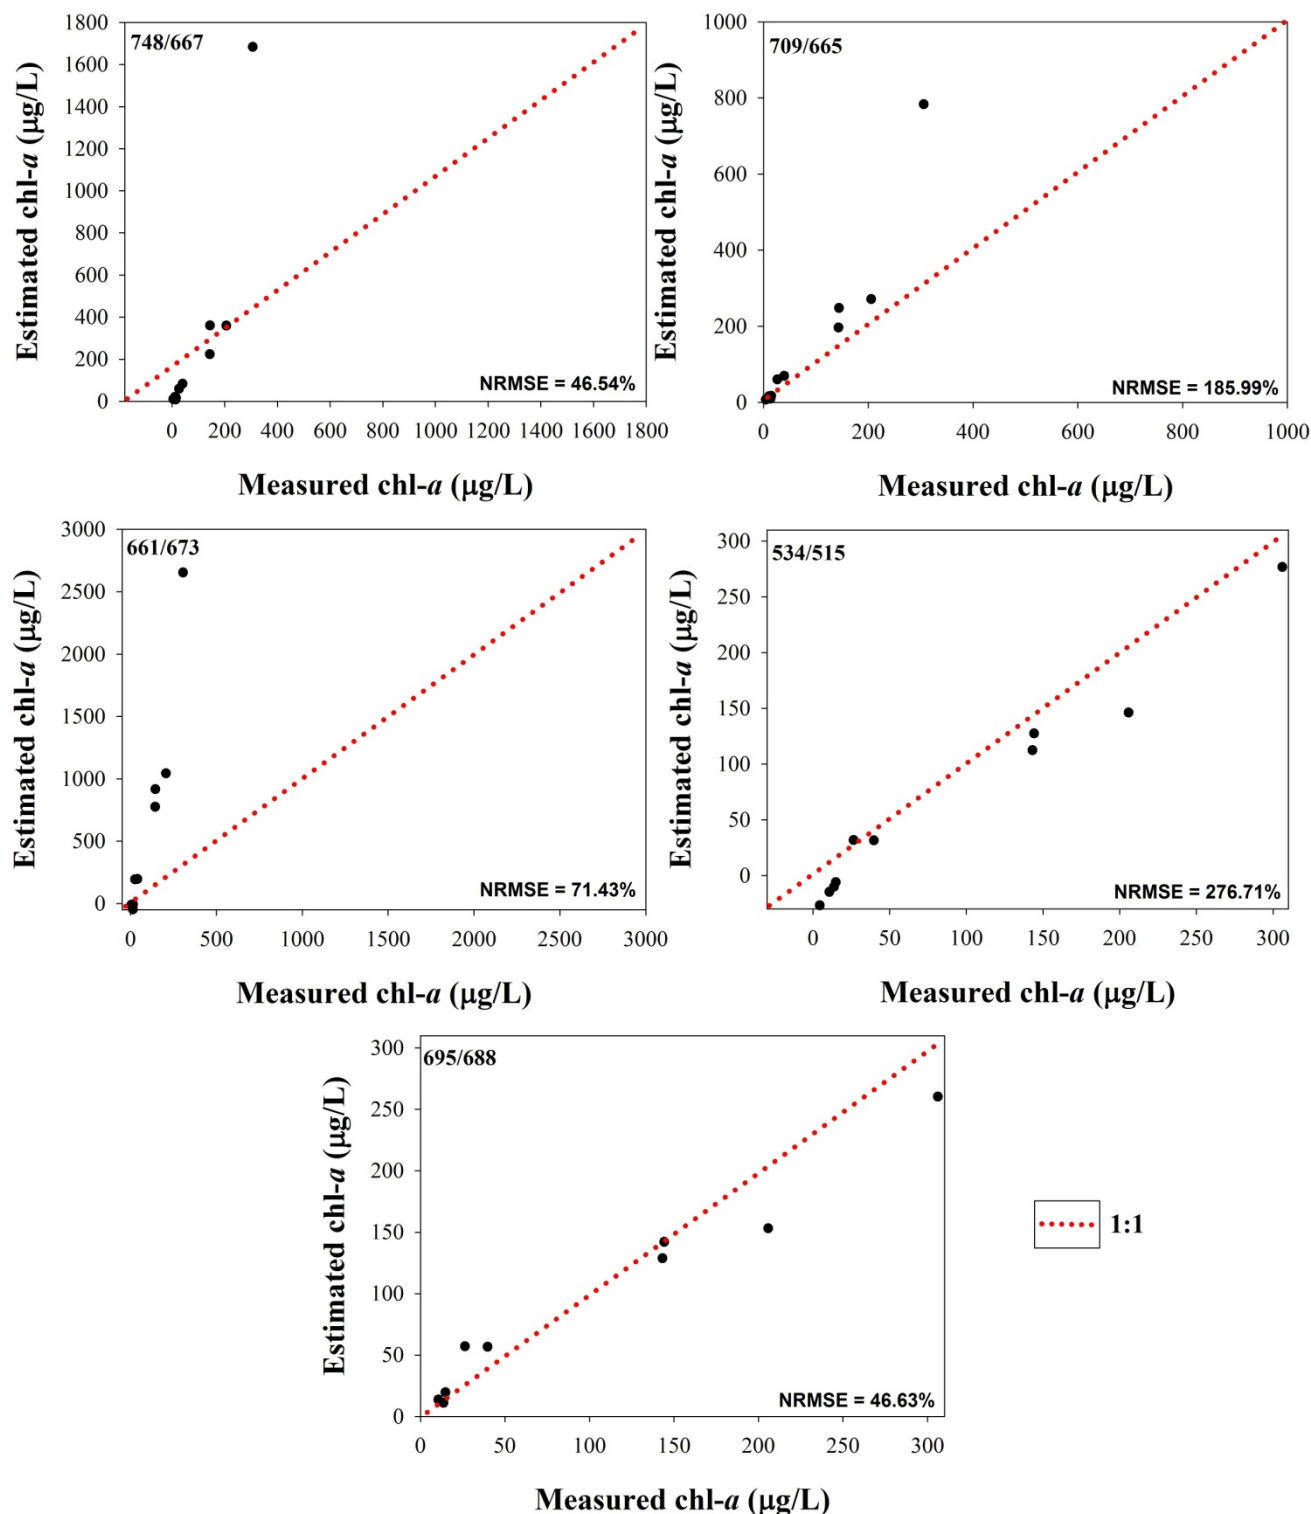 748/667
1800
1600
1400
1200
1000
800
600
400
200
0
Estimated chl-a (μg/L)
NRMSE = 46.54%
0 200 400 600 800 1000 1200 1400 1600 1800
Measured chl-a (μg/L)
709/665
1000
800
600
400
200
0
Estimated chl-a (μg/L)
NRMSE = 185.99%
0 200 400 600 800 1000
Measured chl-a (μg/L)
661/673
3000
2500
2000
1500
1000
500
0
Estimated chl-a (μg/L)
NRMSE = 71.43%
0 500 1000 1500 2000 2500 3000
Measured chl-a (μg/L)
534/515
300
250
200
150
100
50
0
Estimated chl-a (μg/L)
NRMSE = 276.71%
0 50 100 150 200 250 300
Measured chl-a (μg/L)
695/688
300
250
200
150
100
50
0
Estimated chl-a (μg/L)
NRMSE = 46.63%
0 50 100 150 200 250 300
Measured chl-a (μg/L)
1:1